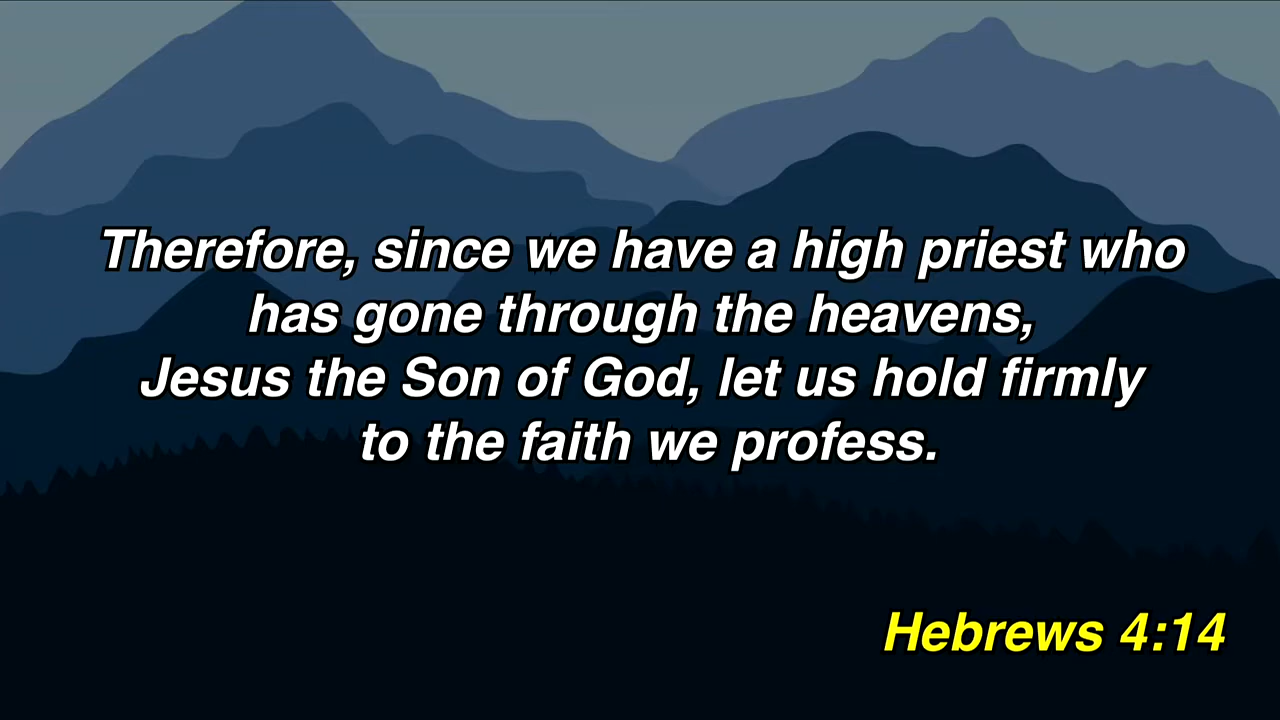 Therefore, since we have a high priest who
has gone through the heavens,
Jesus the Son of God, let us hold firmly
to the faith we profess.
Hebrews 4:14